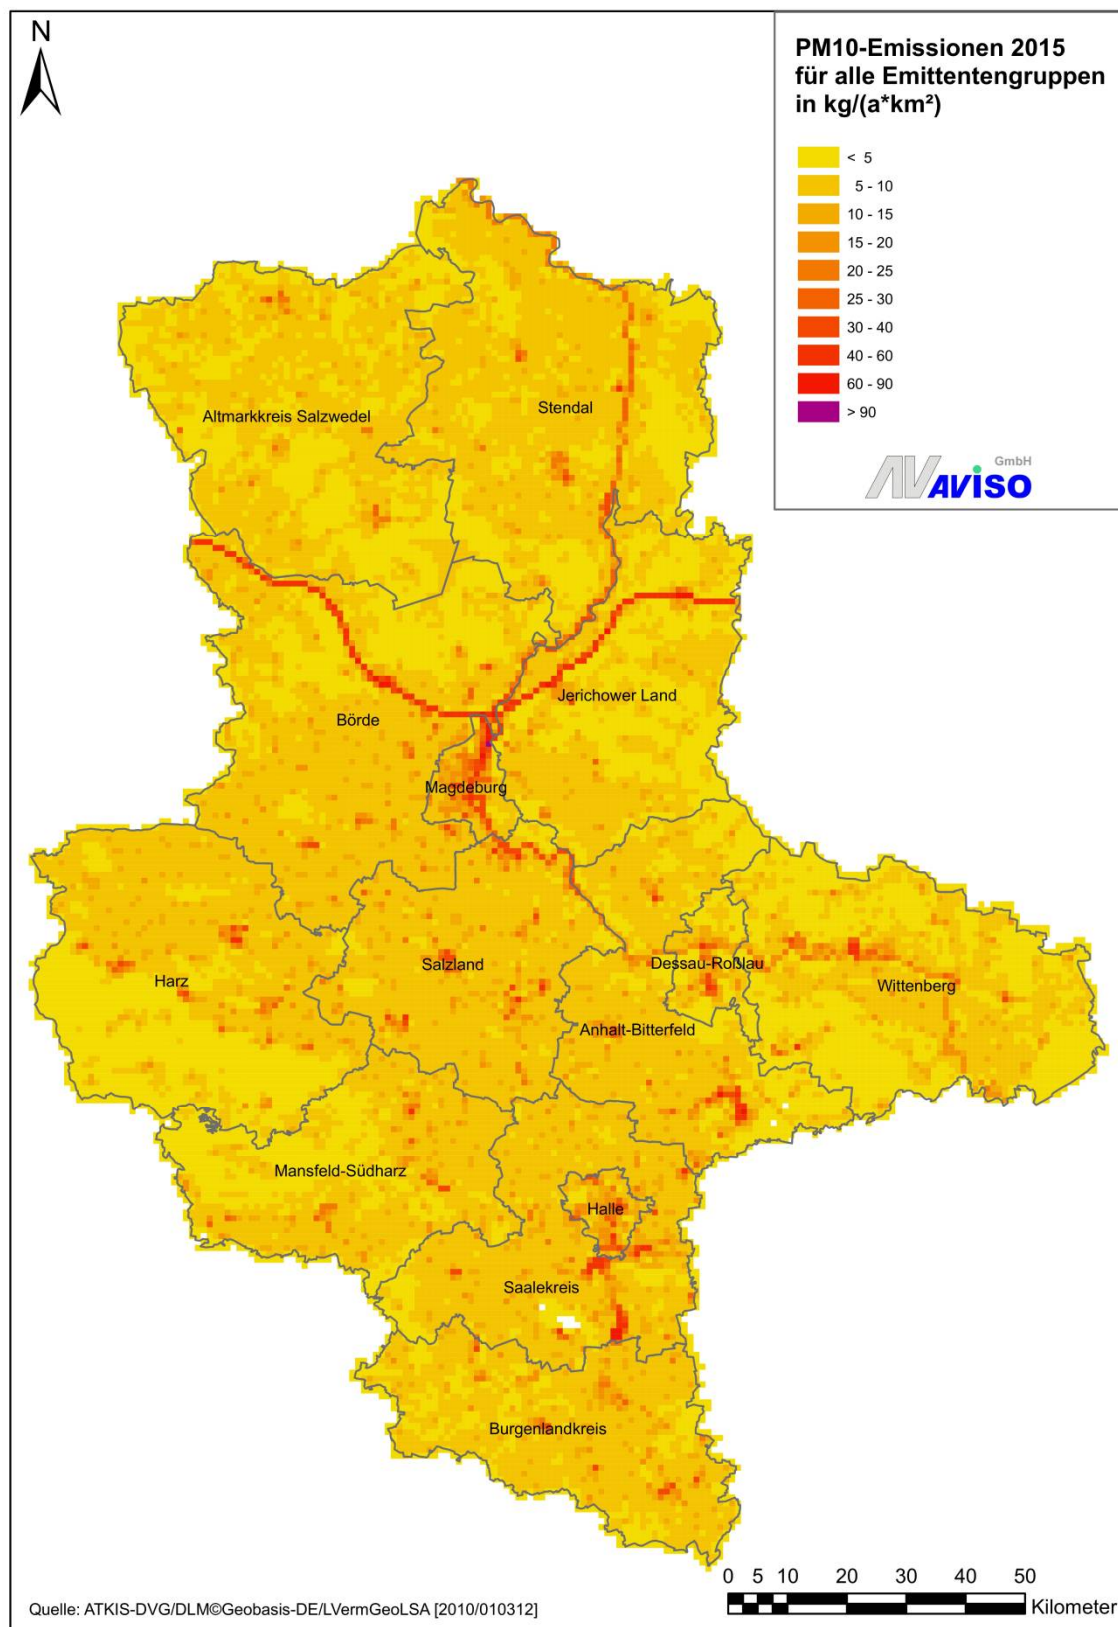 N
PM10-Emissionen 2015
für alle Emittentengruppen
in kg/(a*km²)
< 5
5 - 10
10 - 15
15 - 20
20 - 25
25 - 30
30 - 40
40 - 60
60 - 90
> 90
GmbH
AVISO
Altmarkkreis Salzwedel
Stendal
Jerichower Land
Börde
Magdeburg
Salzland
Dessau-Roßlau
Harz
Wittenberg
Anhalt-Bitterfeld
Mansfeld-Südharz
Halle
Saalekreis
Burgenlandkreis
0 5 10 20 30 40 50
Kilometer
Quelle: ATKIS-DVG/DLM©Geobasis-DE/LVermGeoLSA [2010/010312]